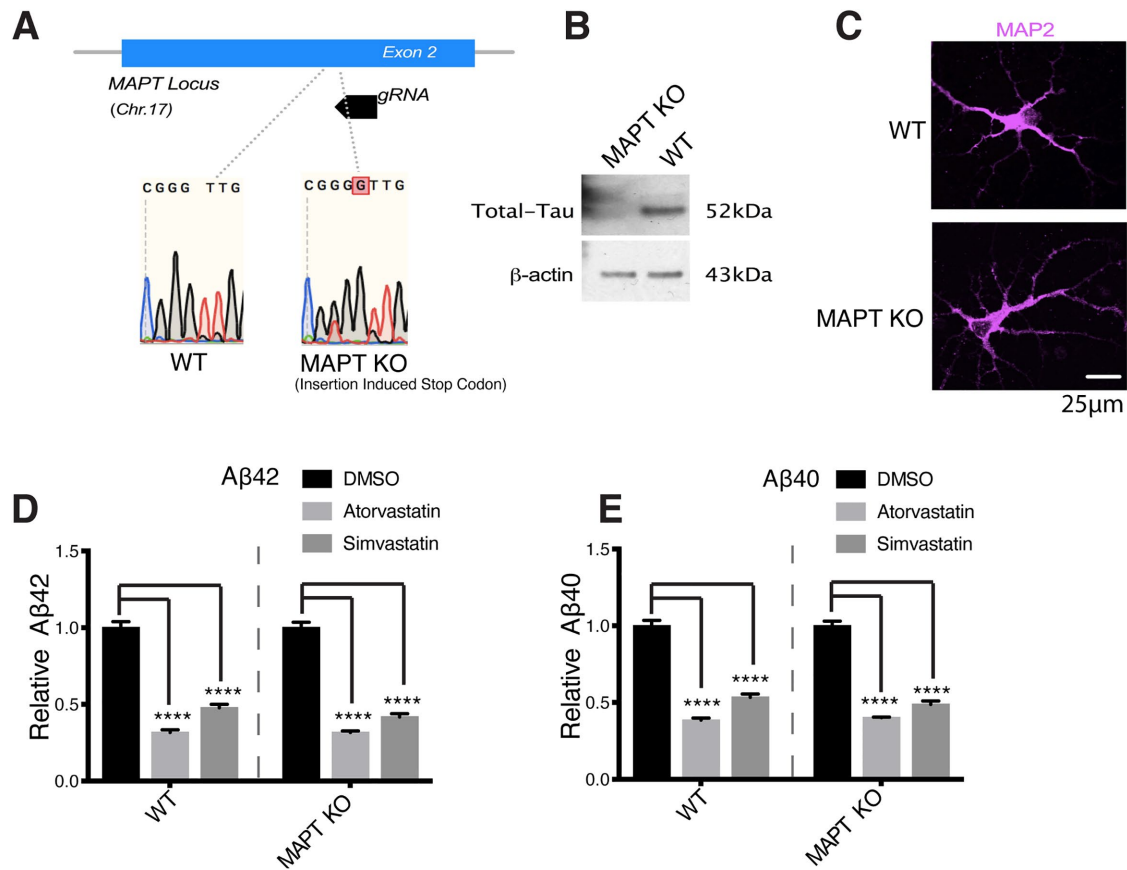 A
Exon 2
MAPT Locus
(Chr.17)
gRNA
CGGG TTG
CGGGGTTG
WT
MAPT KO
(Insertion Induced Stop Codon)
B
MAPT KO
WT
Total-Tau
52kDa
β-actin
43kDa
C
MAP2
WT
MAPT KO
25μm
D
Aβ42
DMSO
Atorvastatin
Simvastatin
Relative Aβ42
1.5
1.0
0.5
0.0
****
****
****
****
WT
MAPT KO
E
Aβ40
DMSO
Atorvastatin
Simvastatin
Relative Aβ40
1.5
1.0
0.5
0.0
****
****
****
****
WT
MAPT KO